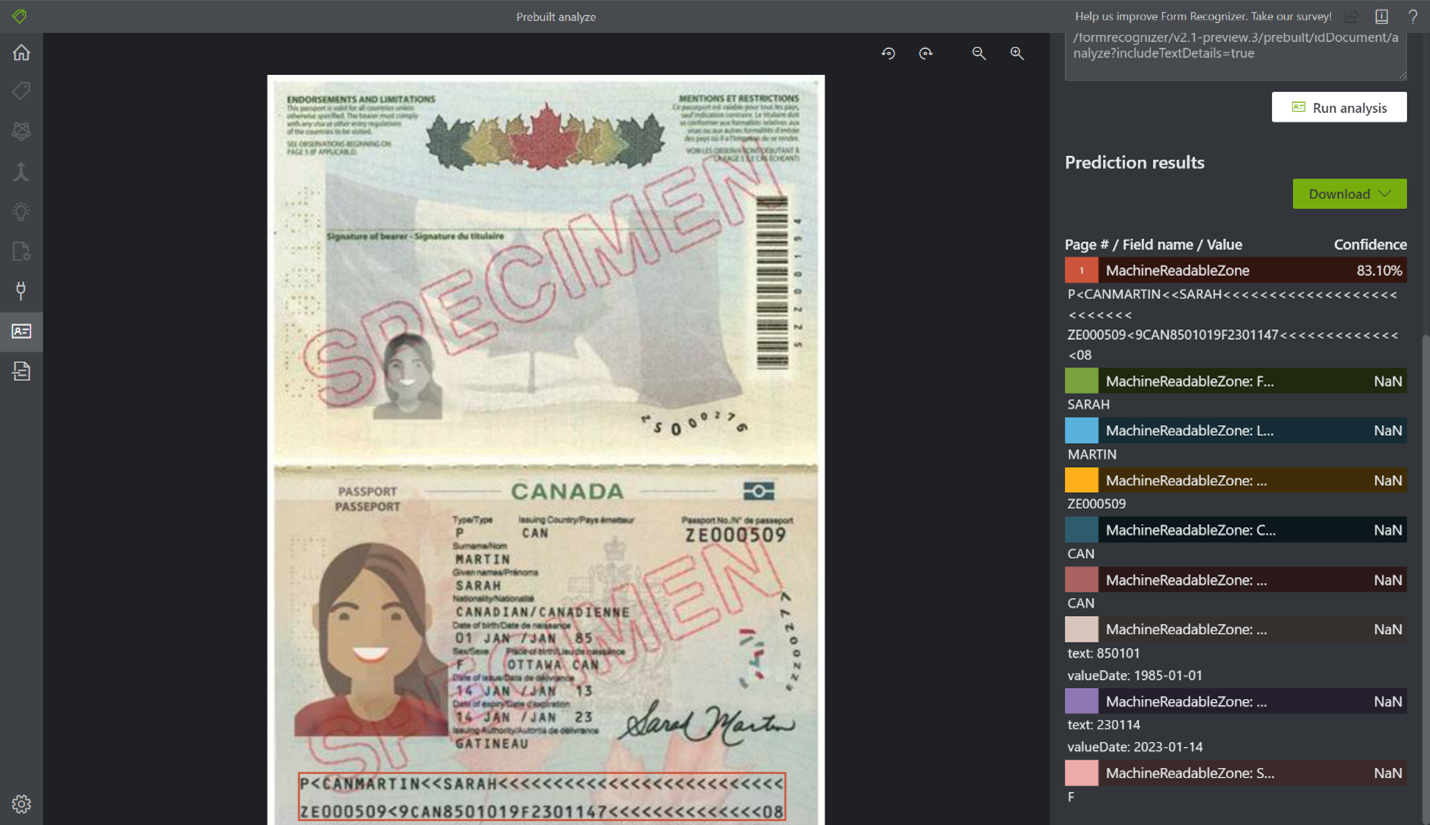 Prebuilt analyze
Help us improve Form Recognizer. Take our survey!
/formrecognizer/v2.1-preview.3/prebuilt/idDocument/a
nalyze?includeTextDetails=true
Run analysis
Prediction results
Download
Page # / Field name / Value Confidence
1 MachineReadableZone 83.10%
P<CANMARTIN<<SARAH<<<<<<<<<<<<<<<<<<<
<<<<<<<
ZE000509<9CAN8501019F2301147<<<<<<<<<<<<<
<08
MachineReadableZone: F... NaN
SARAH
MachineReadableZone: L... NaN
MARTIN
MachineReadableZone: ... NaN
ZE000509
MachineReadableZone: C... NaN
CAN
MachineReadableZone: ... NaN
CAN
MachineReadableZone: ... NaN
text: 850101
valueDate: 1985-01-01
MachineReadableZone: ... NaN
text: 230114
valueDate: 2023-01-14
MachineReadableZone: S... NaN
F
ENDORSEMENTS AND LIMITATIONS
This passport is valid for all countries unless
otherwise specified. The bearer must comply
with any visa or other entry regulations
of the countries to be visited.
SEE OBSERVATIONS BEGINNING ON
PAGE 5 (IF APPLICABLE)
MENTIONS ET RESTRICTIONS
Ce passeport est valable pour tous les pays,
sauf indication contraire. Le titulaire doit
se conformer aux formalités relatives aux
visas ou aux autres formalités d'entrée
des pays où il a l'intention de se rendre.
VOIR LES OBSERVATIONS DÉBUTANT À
LA PAGE 5 (LE CAS ÉCHÉANT)
SPECIMEN
Signature of bearer - Signature du titulaire
PASSPORT
PASSEPORT
CANADA
Type/Type Issuing Country/Pays émetteur Passport No./N° de passeport
P CAN ZE000509
Surname/Nom
MARTIN
Given names/Prénoms
SARAH
Nationality/Nationalité
CANADIAN/CANADIENNE
Date of birth/Date de naissance
01 JAN /JAN 85
Sex/Sexe Place of birth/Lieu de naissance
F OTTAWA CAN
Date of issue/Date de délivrance
14 JAN /JAN 13
Date of expiry/Date d'expiration
14 JAN /JAN 23
Issuing Authority/Autorité de délivrance
GATINEAU
Sarah Martin
SPECIMEN
P<CANMARTIN<<SARAH<<<<<<<<<<<<<<<<<<<<<<<<<<
ZE000509<9CAN8501019F2301147<<<<<<<<<<<<<<08